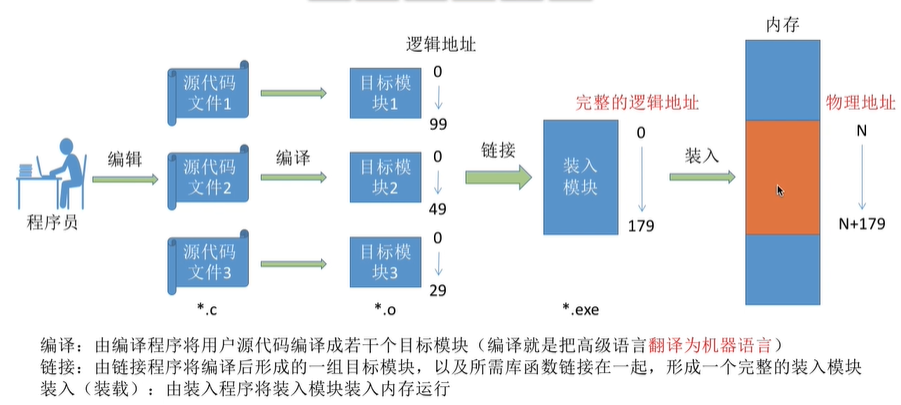 内存
逻辑地址
源代码
文件1
目标模
块1
0
99
完整的逻辑地址
物理地址
编辑
源代码
文件2
编译
目标模
块2
0
49
链接
装入
模块
0
179
装入
N
N+179
程序员
源代码
文件3
目标模
块3
0
29
*.c
*.o
*.exe
编译：由编译程序将用户源代码编译成若干个目标模块（编译就是把高级语言翻译为机器语言）
链接：由链接程序将编译后形成的一组目标模块，以及所需库函数链接在一起，形成一个完整的装入模块
装入（装载）：由装入程序将装入模块装入内存运行